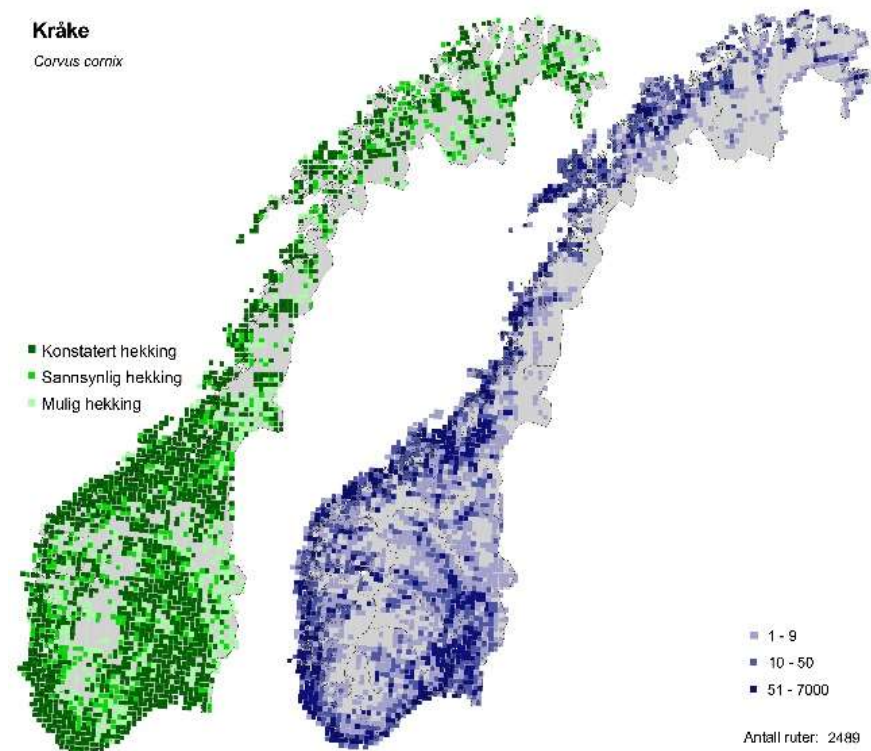 Kråke
Corvus cornix
Konstatert hekking
Sannsynlig hekking
Mulig hekking
1 - 9
10 - 50
51 - 7000
Antall ruter: 2489